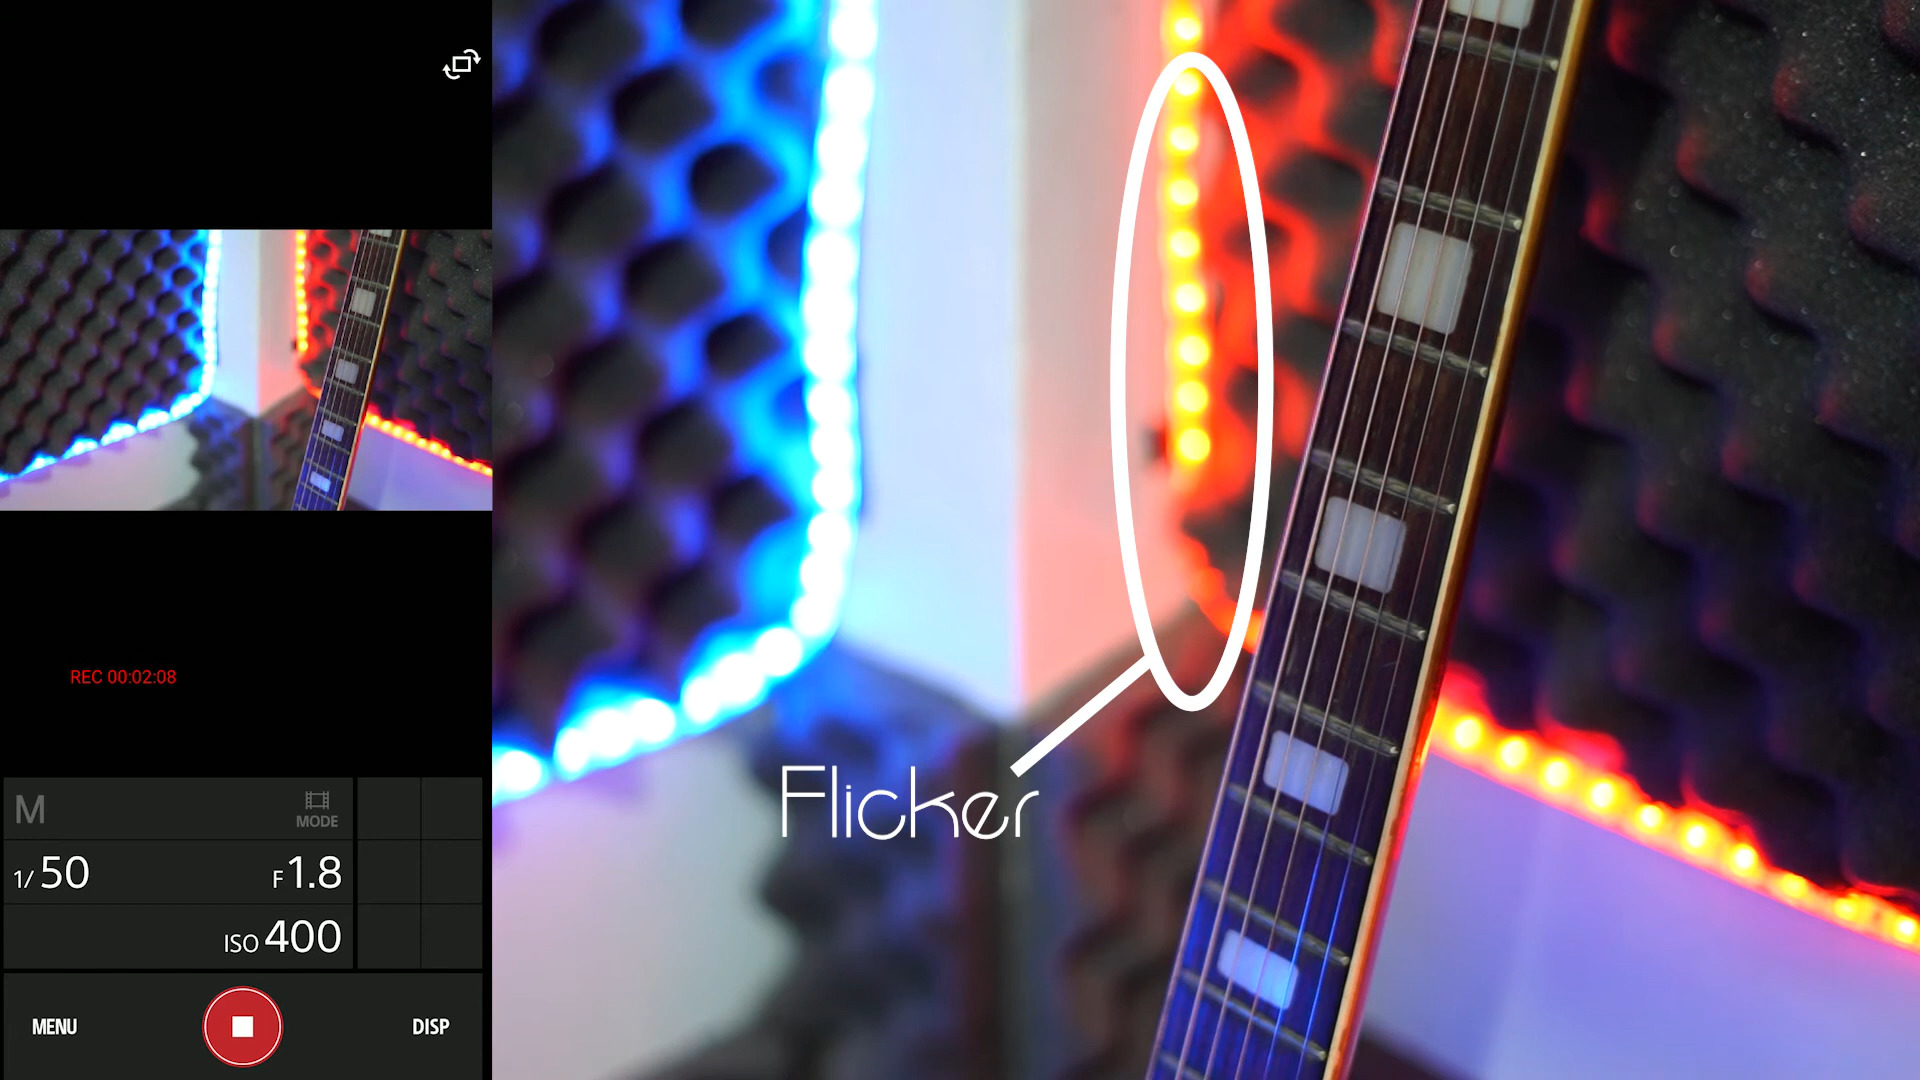 REC 00:02:08
M
MODE
1/50
F1.8
ISO 400
MENU
DISP
Flicker